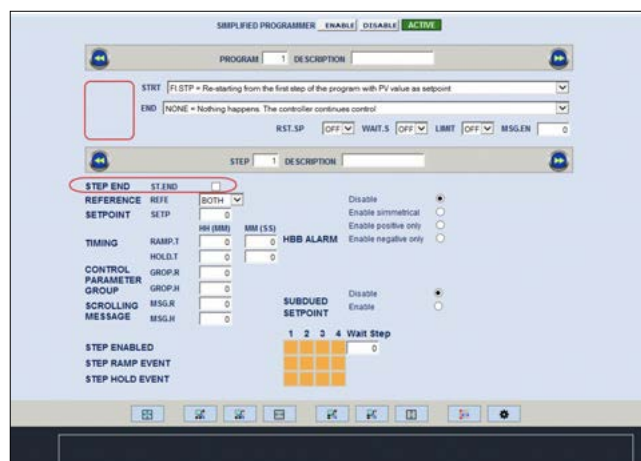 SIMPLIFIED PROGRAMMER ENABLE DISABLE ACTIVE
PROGRAM 1 DESCRIPTION
STRT FI.STP = Re-starting from the first step of the program with PV value as setpoint
END NONE = Nothing happens. The controller continues control
RST.SP OFF WAIT.S OFF LIMIT OFF MSG.EN 0
STEP 1 DESCRIPTION
STEP END ST.END
REFERENCE REFE BOTH
SETPOINT SETP 0
HH (MM) MM (SS)
TIMING RAMP.T 0 0
HOLD.T 0 0
HBB ALARM
Disable
Enable simmetrical
Enable positive only
Enable negative only
CONTROL PARAMETER GROUP
GROP.R 0
GROP.H 0
SCROLLING MESSAGE
MSG.R 0
MSG.H 0
SUBDUED SETPOINT
Disable
Enable
1 2 3 4 Wait Step
STEP ENABLED 0
STEP RAMP EVENT
STEP HOLD EVENT